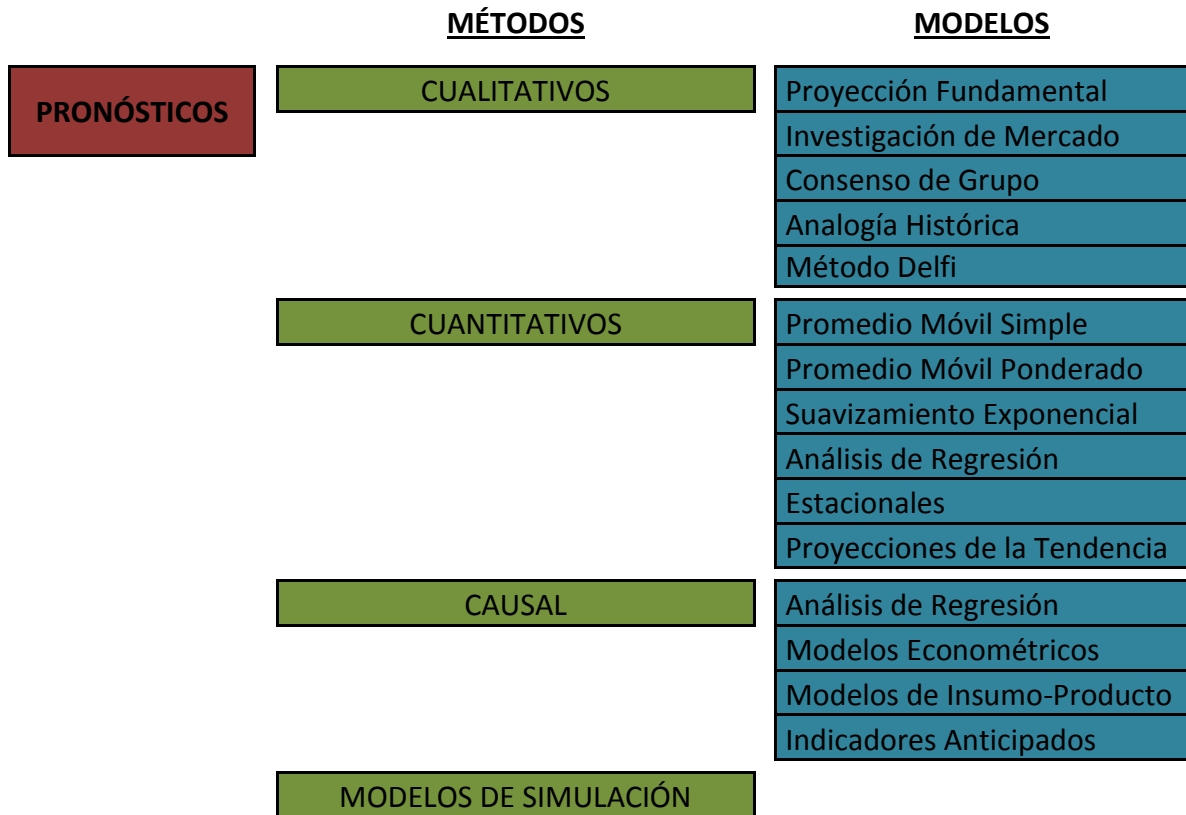 MÉTODOS
MODELOS
PRONÓSTICOS
CUALITATIVOS
Proyección Fundamental
Investigación de Mercado
Consenso de Grupo
Analogía Histórica
Método Delfi
CUANTITATIVOS
Promedio Móvil Simple
Promedio Móvil Ponderado
Suavizamiento Exponencial
Análisis de Regresión
Estacionales
Proyecciones de la Tendencia
CAUSAL
Análisis de Regresión
Modelos Econométricos
Modelos de Insumo-Producto
Indicadores Anticipados
MODELOS DE SIMULACIÓN